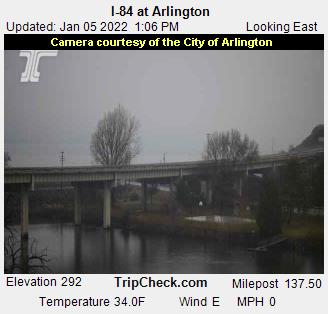 I-84 at Arlington
Updated: Jan 05 2022 1:06 PM Looking East
Camera courtesy of the City of Arlington
Elevation 292 TripCheck.com Milepost 137.50
Temperature 34.0F Wind E MPH 0